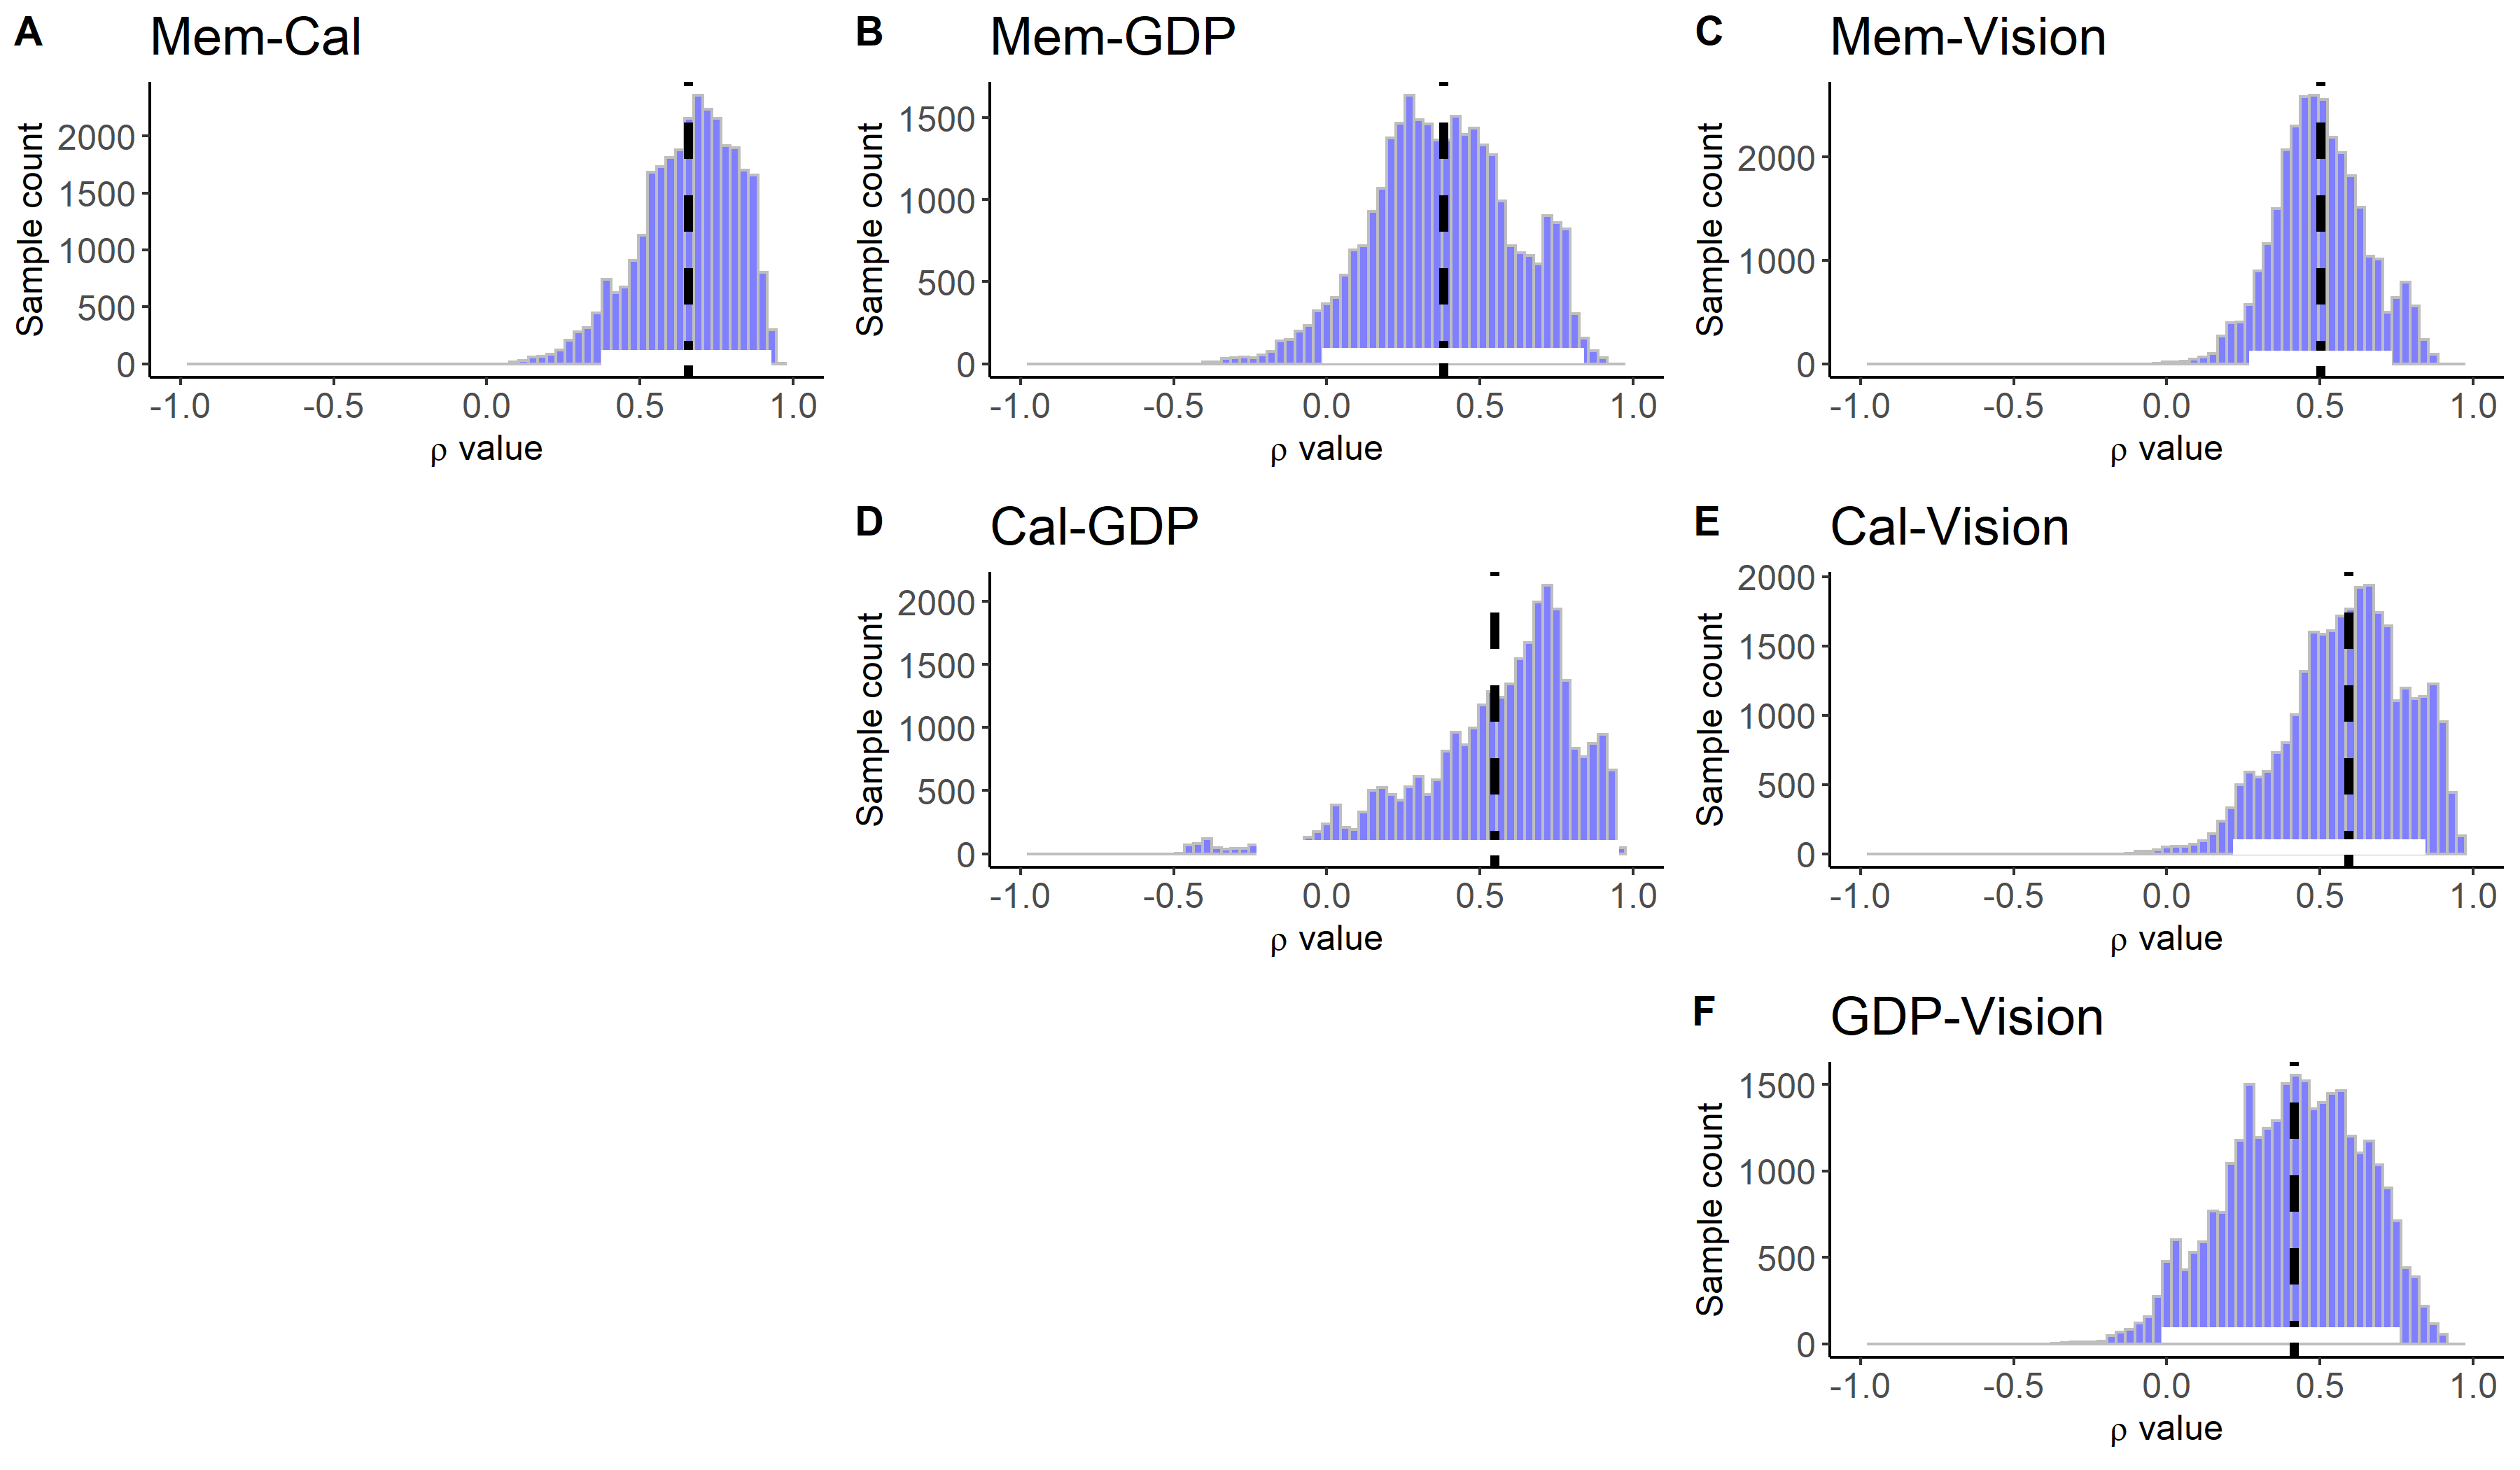 A Mem-Cal
Sample count
2000
1500
1000
500
0
-1.0 -0.5 0.0 0.5 1.0
ρ value
B Mem-GDP
Sample count
1500
1000
500
0
-1.0 -0.5 0.0 0.5 1.0
ρ value
C Mem-Vision
Sample count
2000
1000
0
-1.0 -0.5 0.0 0.5 1.0
ρ value
D Cal-GDP
Sample count
2000
1500
1000
500
0
-1.0 -0.5 0.0 0.5 1.0
ρ value
E Cal-Vision
Sample count
2000
1500
1000
500
0
-1.0 -0.5 0.0 0.5 1.0
ρ value
F GDP-Vision
Sample count
1500
1000
500
0
-1.0 -0.5 0.0 0.5 1.0
ρ value